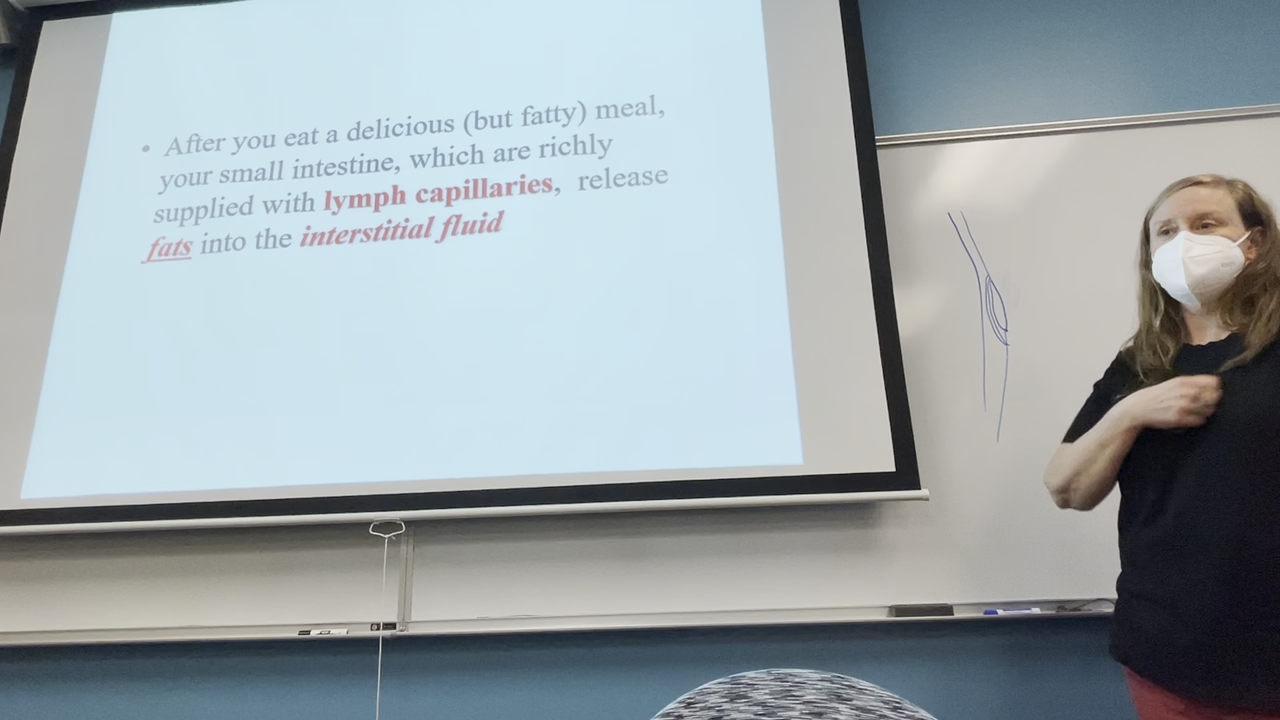 • After you eat a delicious (but fatty) meal,
your small intestine, which are richly
supplied with lymph capillaries, release
fats into the interstitial fluid